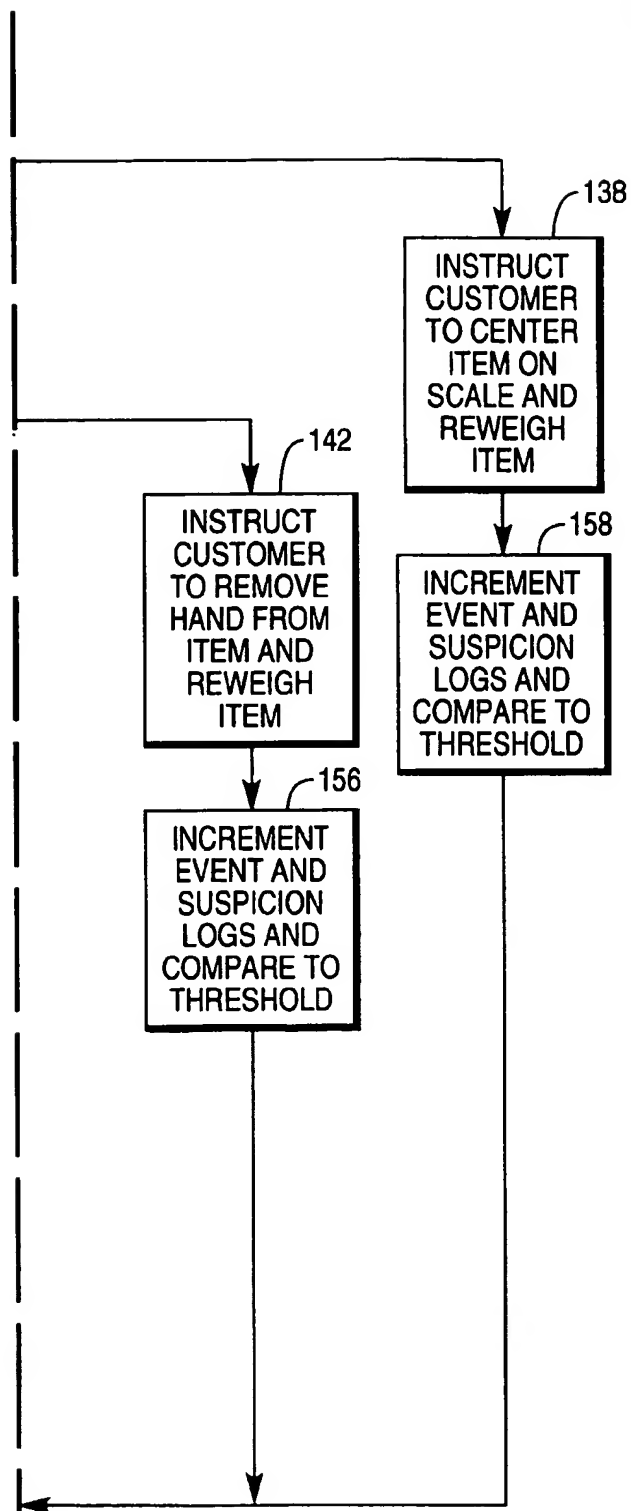 138
INSTRUCT
CUSTOMER
TO CENTER
ITEM ON
SCALE AND
REWEIGH
ITEM
142
INSTRUCT
CUSTOMER
TO REMOVE
HAND FROM
ITEM AND
REWEIGH
ITEM
158
INCREMENT
EVENT AND
SUSPICION
LOGS AND
COMPARE TO
THRESHOLD
156
INCREMENT
EVENT AND
SUSPICION
LOGS AND
COMPARE TO
THRESHOLD